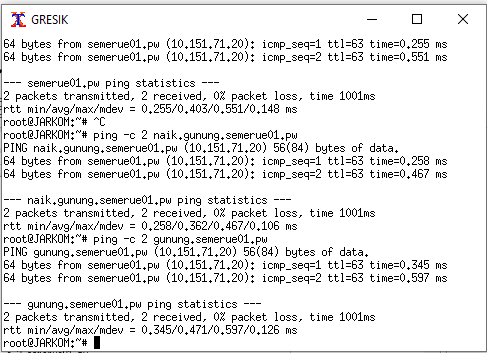 GRESIK
64 bytes from semerue01.pw (10.151.71.20): icmp_seq=1 ttl=63 time=0.255 ms
64 bytes from semerue01.pw (10.151.71.20): icmp_seq=2 ttl=63 time=0.551 ms
--- semerue01.pw ping statistics ---
2 packets transmitted, 2 received, 0% packet loss, time 1001ms
rtt min/avg/max/mdev = 0.255/0.403/0.551/0.148 ms
root@JARKOM:~# ^C
root@JARKOM:~# ping -c 2 naik.gunung.semerue01.pw
PING naik.gunung.semerue01.pw (10.151.71.20) 56(84) bytes of data.
64 bytes from semerue01.pw (10.151.71.20): icmp_seq=1 ttl=63 time=0.258 ms
64 bytes from semerue01.pw (10.151.71.20): icmp_seq=2 ttl=63 time=0.467 ms
--- naik.gunung.semerue01.pw ping statistics ---
2 packets transmitted, 2 received, 0% packet loss, time 1001ms
rtt min/avg/max/mdev = 0.258/0.362/0.467/0.106 ms
root@JARKOM:~# ping -c 2 gunung.semerue01.pw
PING gunung.semerue01.pw (10.151.71.20) 56(84) bytes of data.
64 bytes from semerue01.pw (10.151.71.20): icmp_seq=1 ttl=63 time=0.345 ms
64 bytes from semerue01.pw (10.151.71.20): icmp_seq=2 ttl=63 time=0.597 ms
--- gunung.semerue01.pw ping statistics ---
2 packets transmitted, 2 received, 0% packet loss, time 1001ms
rtt min/avg/max/mdev = 0.345/0.471/0.597/0.126 ms
root@JARKOM:~#